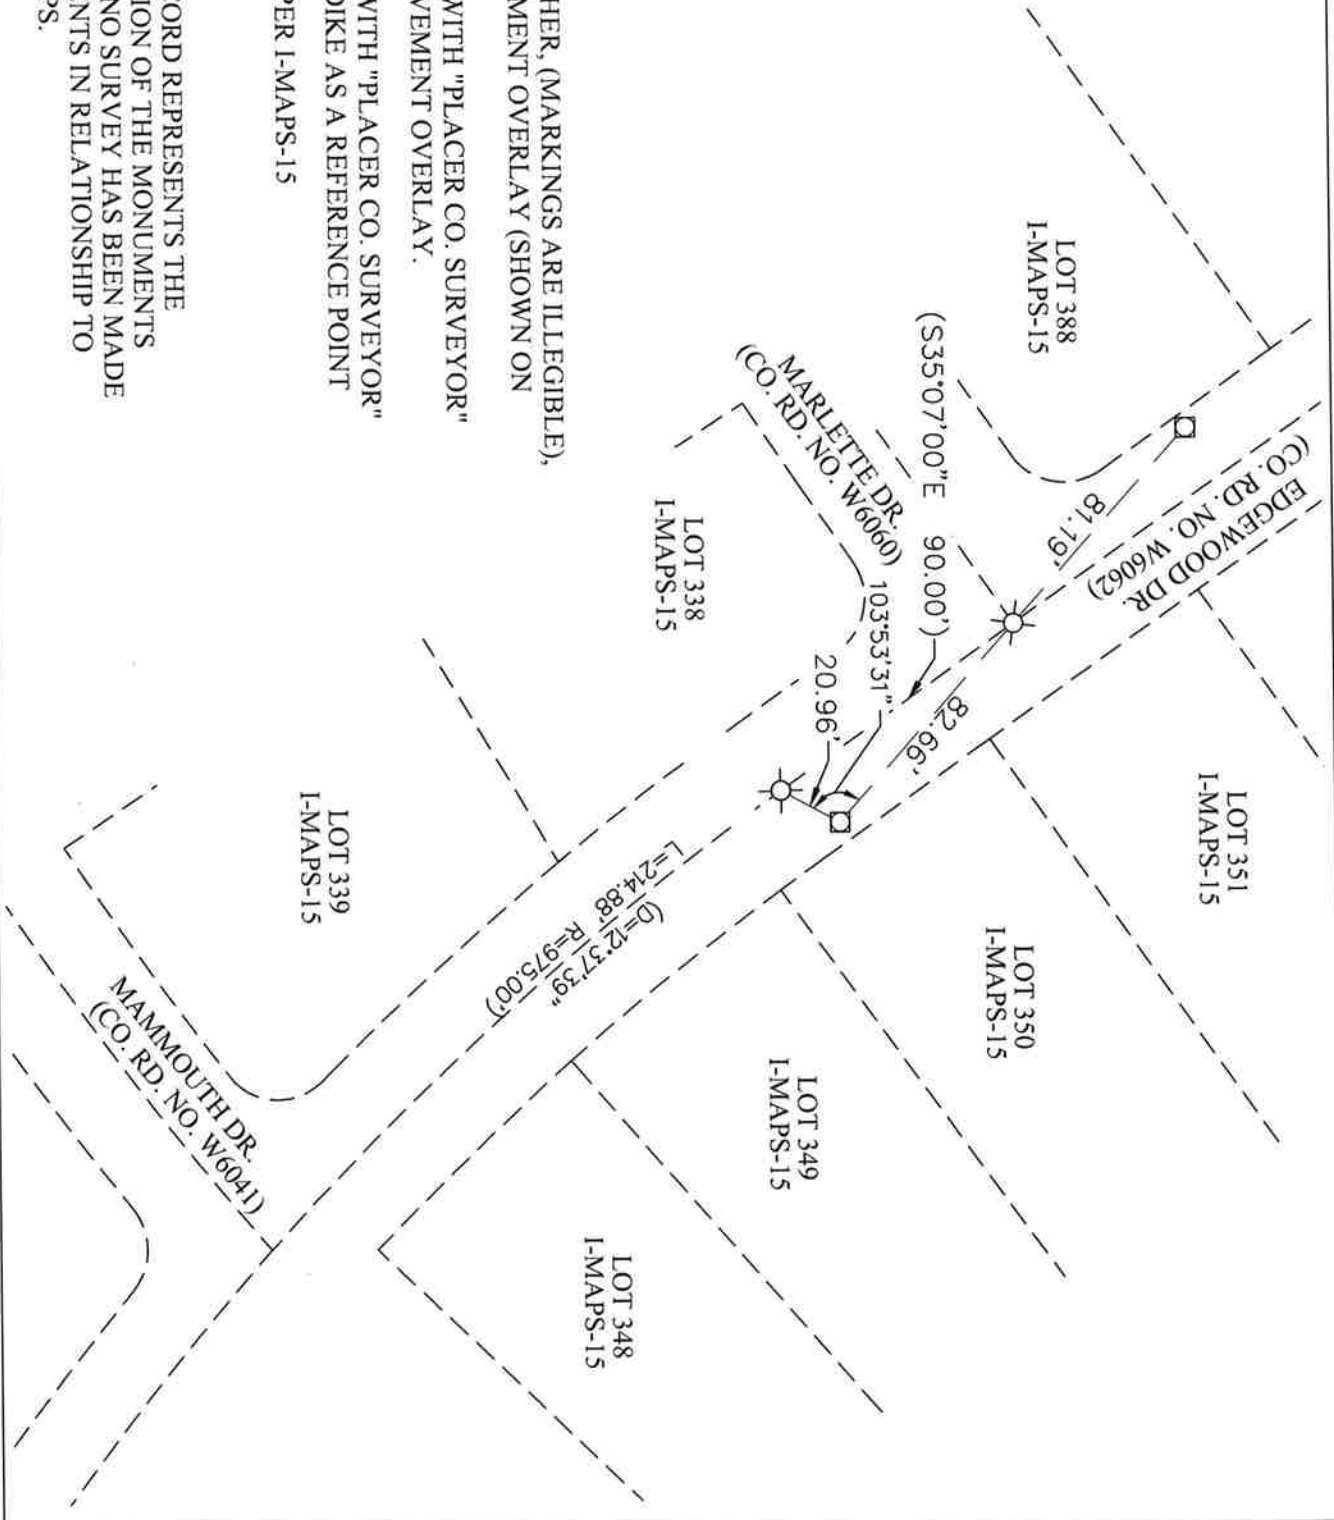 HER, (MARKINGS ARE ILLEGIBLE),
MENT OVERLAY (SHOWN ON
WITH "PLACER CO. SURVEYOR"
VEMENT OVERLAY.
WITH "PLACER CO. SURVEYOR"
DIKE AS A REFERENCE POINT
PER I-MAPS-15
CORD REPRESENTS THE
ION OF THE MONUMENTS
NO SURVEY HAS BEEN MADE
ENTS IN RELATIONSHIP TO
PS.
LOT 388
I-MAPS-15
EDGEWOOD DR.
(CO. RD. NO. W6062)
81.19'
(S35°07'00"E 90.00')
MARLETTE DR.
(CO. RD. NO. W6060)
103°53'31"
82.66'
20.96'
LOT 338
I-MAPS-15
LOT 351
I-MAPS-15
LOT 350
I-MAPS-15
LOT 349
I-MAPS-15
LOT 348
I-MAPS-15
LOT 339
I-MAPS-15
(D=12°37'39"
L=214.88' R=975.00')
MAMMOUTH DR.
(CO. RD. NO. W6041)